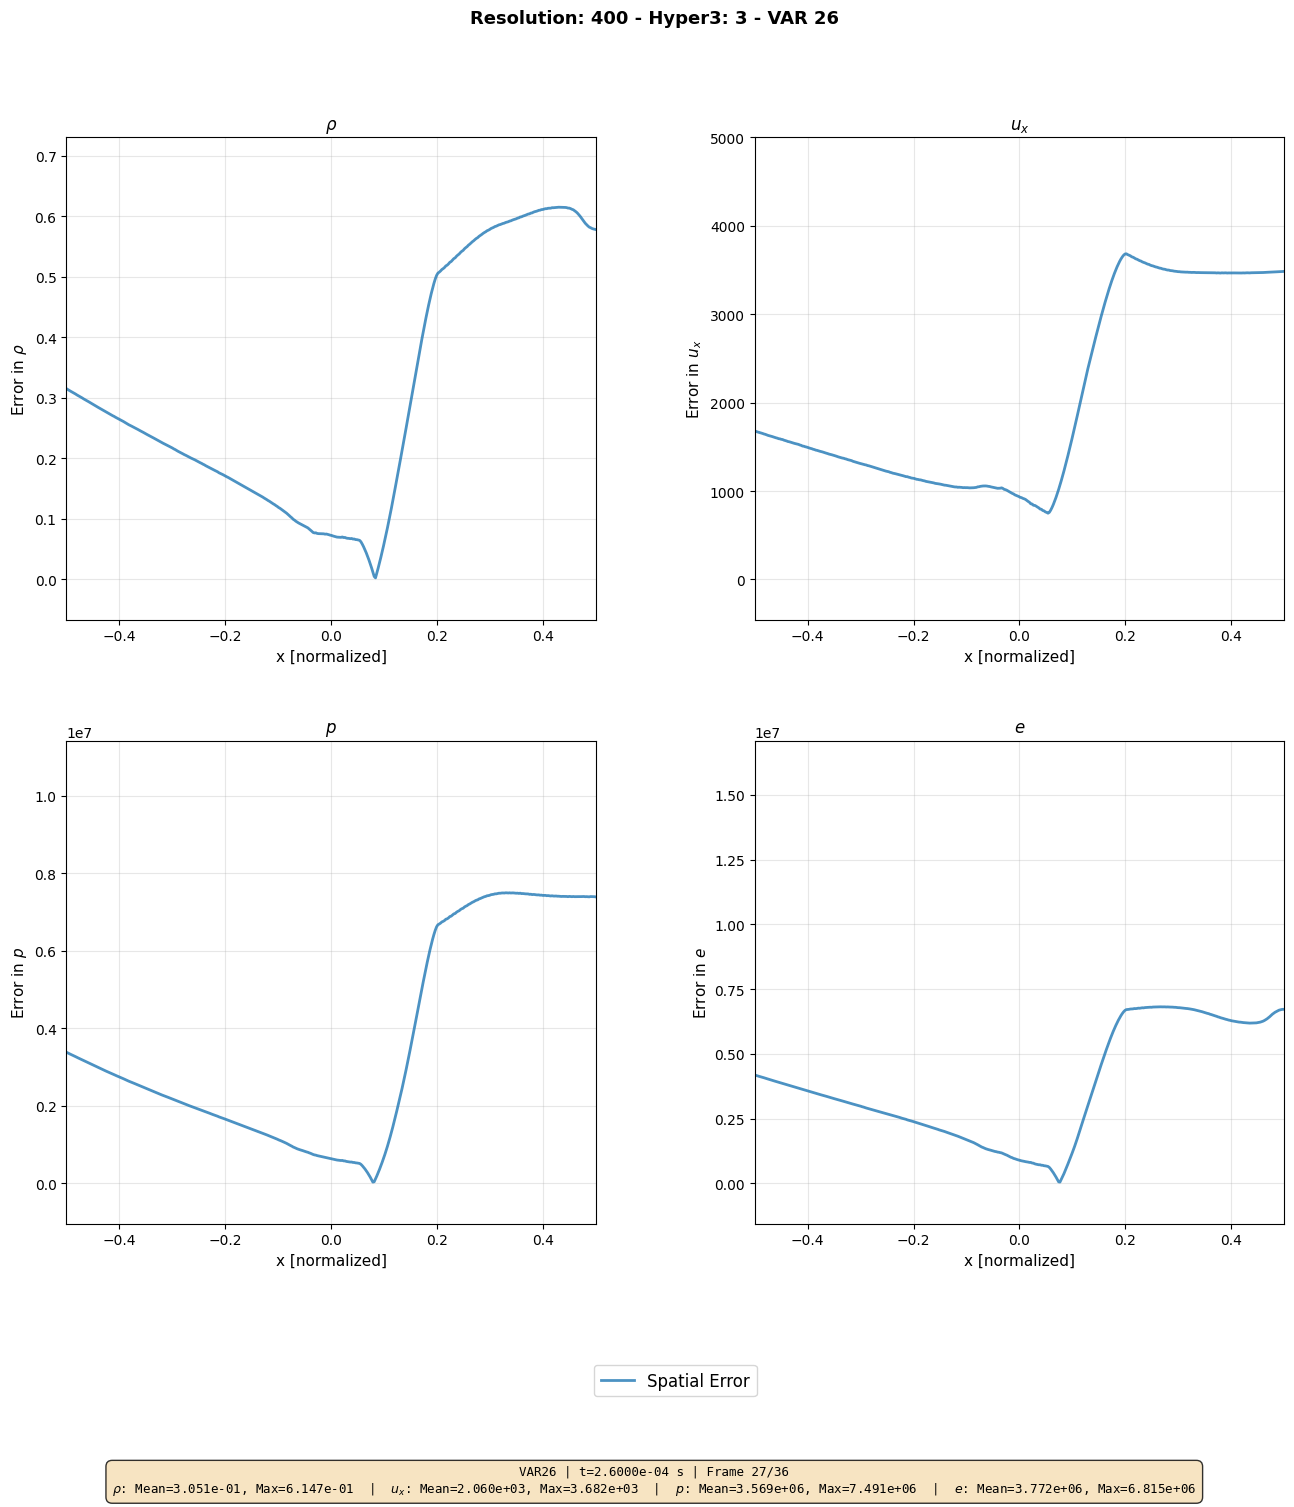 Resolution: 400 - Hyper3: 3 - VAR 26
ρ
0.7
0.6
0.5
0.4
0.3
0.2
0.1
0.0
Error in ρ
−0.4 −0.2 0.0 0.2 0.4
x [normalized]
u_x
5000
4000
3000
2000
1000
0
Error in u_x
−0.4 −0.2 0.0 0.2 0.4
x [normalized]
p
1e7
1.0
0.8
0.6
0.4
0.2
0.0
Error in p
−0.4 −0.2 0.0 0.2 0.4
x [normalized]
e
1e7
1.50
1.25
1.00
0.75
0.50
0.25
0.00
Error in e
−0.4 −0.2 0.0 0.2 0.4
x [normalized]
Spatial Error
VAR26 | t=2.6000e-04 s | Frame 27/36
ρ: Mean=3.051e-01, Max=6.147e-01 | u_x: Mean=2.060e+03, Max=3.682e+03 | p: Mean=3.569e+06, Max=7.491e+06 | e: Mean=3.772e+06, Max=6.815e+06